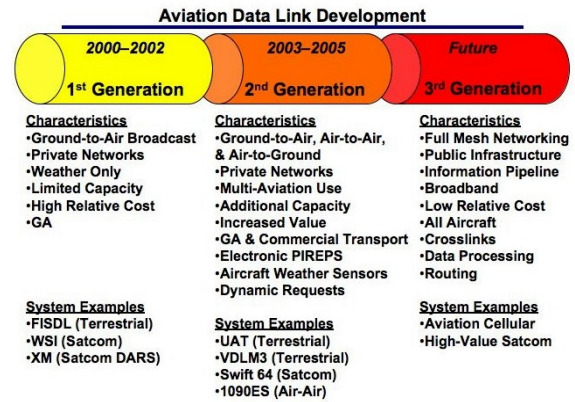 Aviation Data Link Development
2000–2002
1st Generation
Characteristics
•Ground-to-Air Broadcast
•Private Networks
•Weather Only
•Limited Capacity
•High Relative Cost
•GA
System Examples
•FISDL (Terrestrial)
•WSI (Satcom)
•XM (Satcom DARS)
2003–2005
2nd Generation
Characteristics
•Ground-to-Air, Air-to-Air,
& Air-to-Ground
•Private Networks
•Multi-Aviation Use
•Additional Capacity
•Increased Value
•GA & Commercial Transport
•Electronic PIREPS
•Aircraft Weather Sensors
•Dynamic Requests
System Examples
•UAT (Terrestrial)
•VDLM3 (Terrestrial)
•Swift 64 (Satcom)
•1090ES (Air-Air)
Future
3rd Generation
Characteristics
•Full Mesh Networking
•Public Infrastructure
•Information Pipeline
•Broadband
•Low Relative Cost
•All Aircraft
•Crosslinks
•Data Processing
•Routing
System Examples
•Aviation Cellular
•High-Value Satcom